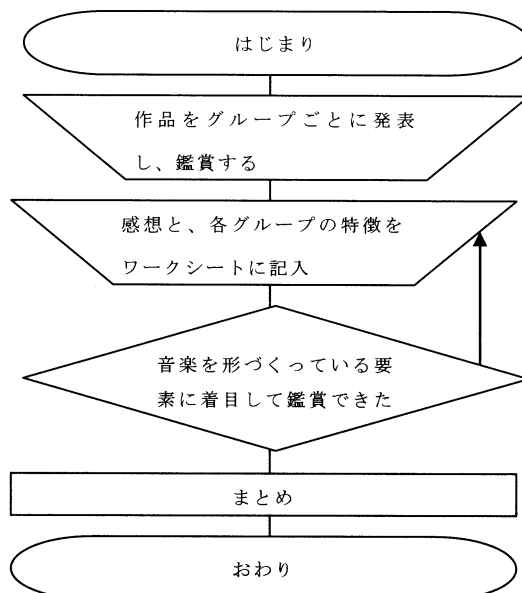 はじまり
作品をグループごとに発表
し、鑑賞する
感想と、各グループの特徴を
ワークシートに記入
音楽を形づくっている要
素に着目して鑑賞できた
まとめ
おわり